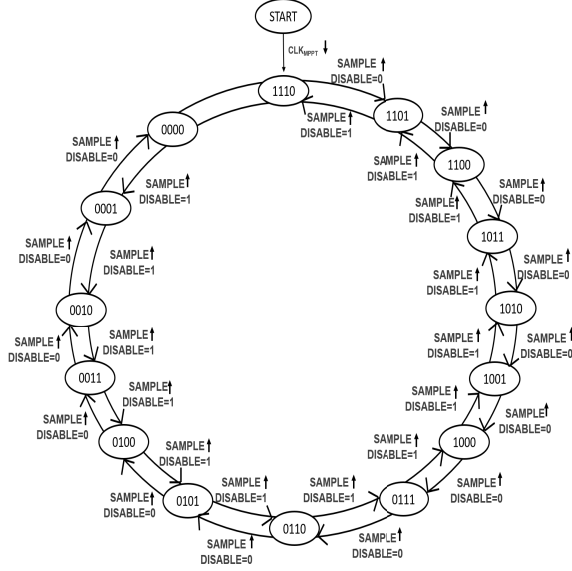 START
CLK_MPPT ↓
SAMPLE ↑
DISABLE=0
1110
SAMPLE ↑
DISABLE=0
1101
SAMPLE ↑
DISABLE=1
0000
SAMPLE ↑
DISABLE=0
SAMPLE ↑
DISABLE=1
1100
SAMPLE ↑
DISABLE=1
SAMPLE ↑
DISABLE=0
SAMPLE ↑
DISABLE=1
0001
SAMPLE ↑
DISABLE=0
SAMPLE ↑
DISABLE=1
1011
SAMPLE ↑
DISABLE=0
SAMPLE ↑
DISABLE=1
0010
1010
SAMPLE ↑
DISABLE=0
SAMPLE ↑
DISABLE=1
SAMPLE ↑
DISABLE=1
SAMPLE ↑
DISABLE=0
0011
1001
SAMPLE ↑
DISABLE=0
SAMPLE ↑
DISABLE=1
SAMPLE ↑
DISABLE=1
SAMPLE ↑
DISABLE=0
0100
1000
SAMPLE ↑
DISABLE=1
SAMPLE ↑
DISABLE=1
SAMPLE ↑
DISABLE=0
SAMPLE ↑
DISABLE=1
SAMPLE ↑
DISABLE=1
SAMPLE ↑
DISABLE=0
0101
0110
0111
SAMPLE ↑
DISABLE=0
SAMPLE ↑
DISABLE=0